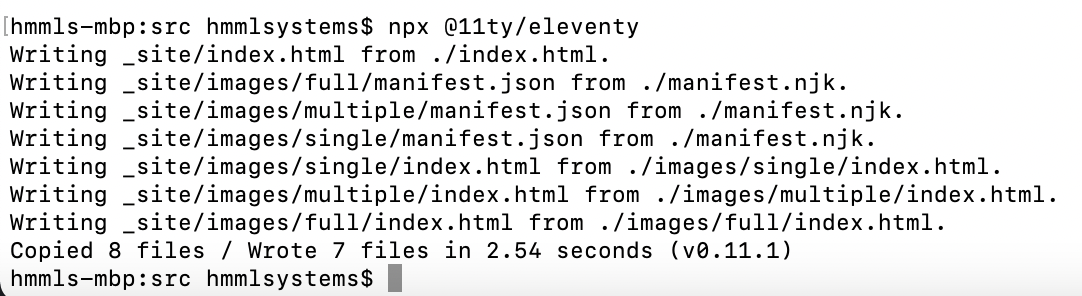 [hmmls-mbp:src hmmlsystems$ npx @11ty/eleventy
Writing _site/index.html from ./index.html.
Writing _site/images/full/manifest.json from ./manifest.njk.
Writing _site/images/multiple/manifest.json from ./manifest.njk.
Writing _site/images/single/manifest.json from ./manifest.njk.
Writing _site/images/single/index.html from ./images/single/index.html.
Writing _site/images/multiple/index.html from ./images/multiple/index.html.
Writing _site/images/full/index.html from ./images/full/index.html.
Copied 8 files / Wrote 7 files in 2.54 seconds (v0.11.1)
hmmls-mbp:src hmmlsystems$